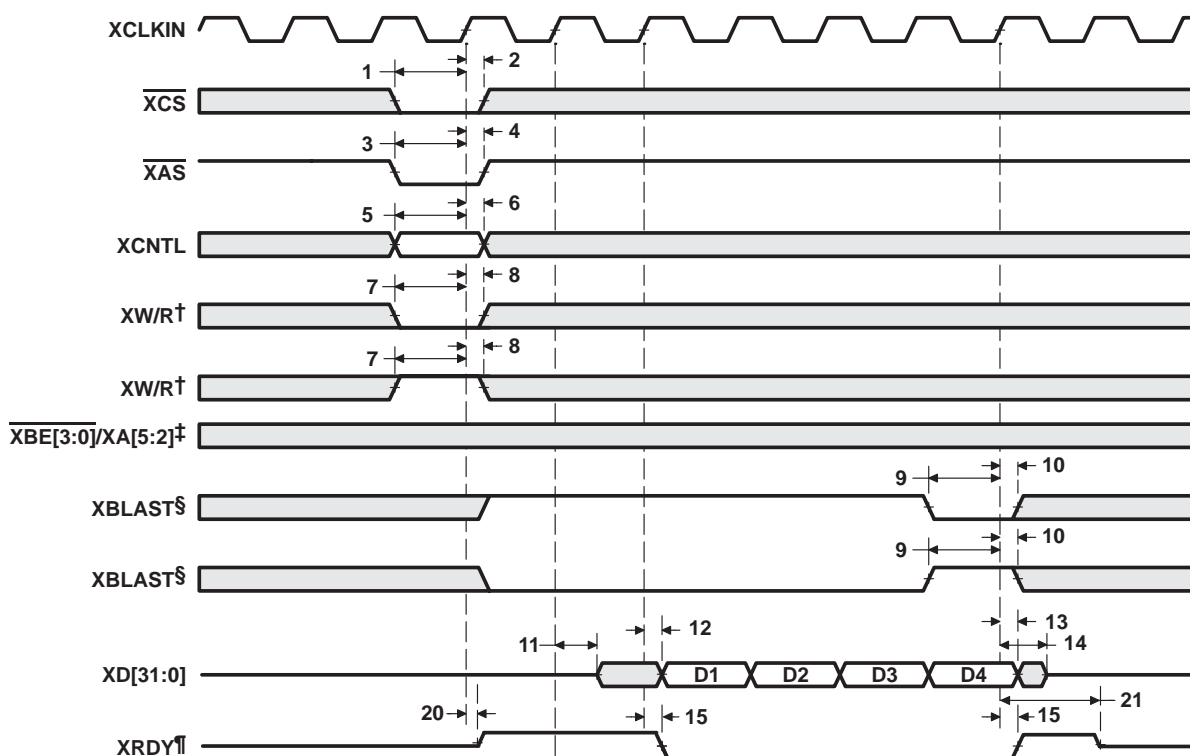 XCLKIN
1 2
XCS
3 4
XAS
5 6
XCNTL
7 8
XW/R†
7 8
XW/R†
XBE[3:0]/XA[5:2]‡
9 10
XBLAST§
9 10
XBLAST§
13
11 12 14
XD[31:0] D1 D2 D3 D4
21
20 15 15
XRDY¶